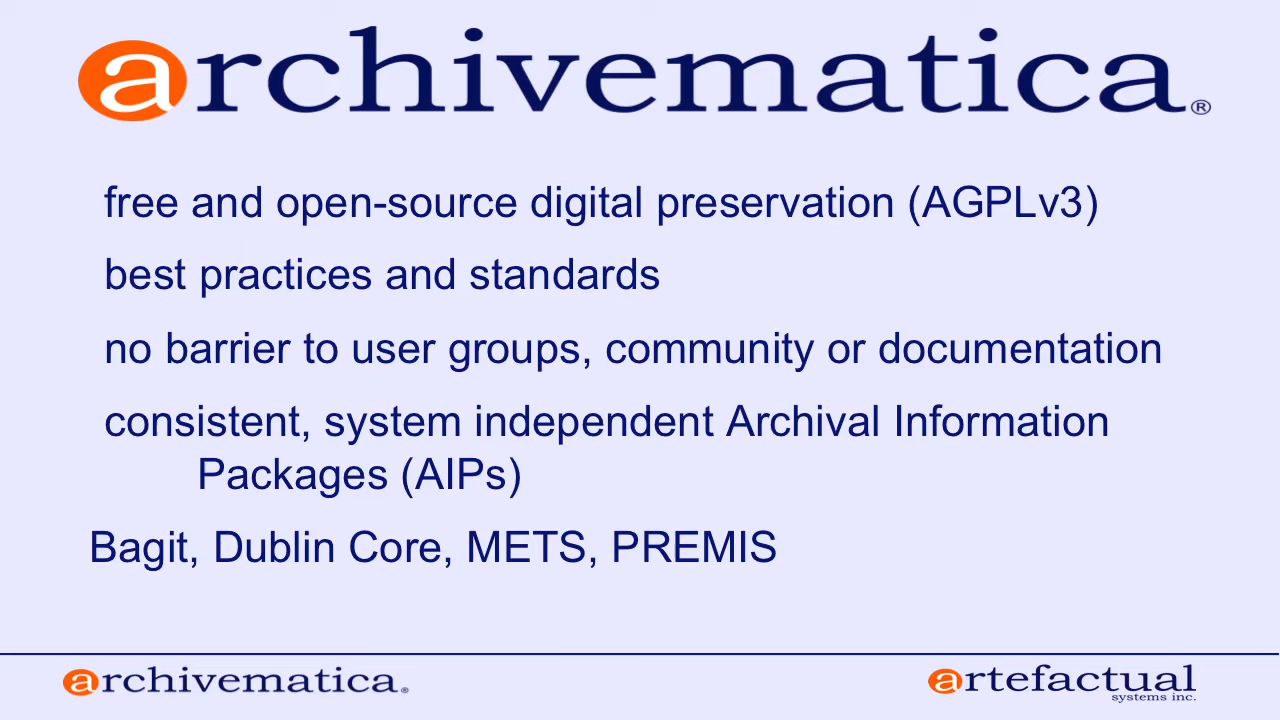 archivematica®
free and open-source digital preservation (AGPLv3)
best practices and standards
no barrier to user groups, community or documentation
consistent, system independent Archival Information
Packages (AIPs)
Bagit, Dublin Core, METS, PREMIS
archivematica®
artefactual
systems inc.